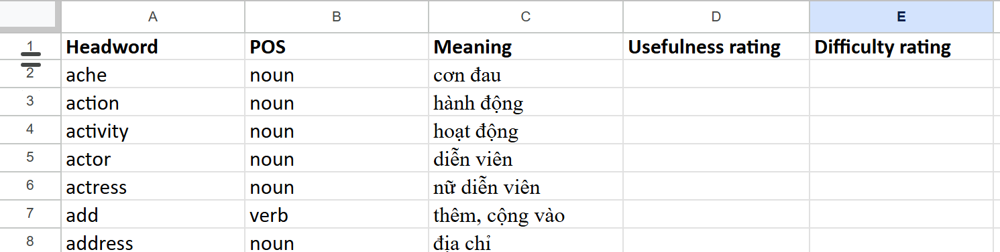 A B C D E
1 Headword POS Meaning Usefulness rating Difficulty rating
2 ache noun cơn đau
3 action noun hành động
4 activity noun hoạt động
5 actor noun diễn viên
6 actress noun nữ diễn viên
7 add verb thêm, cộng vào
8 address noun địa chỉ